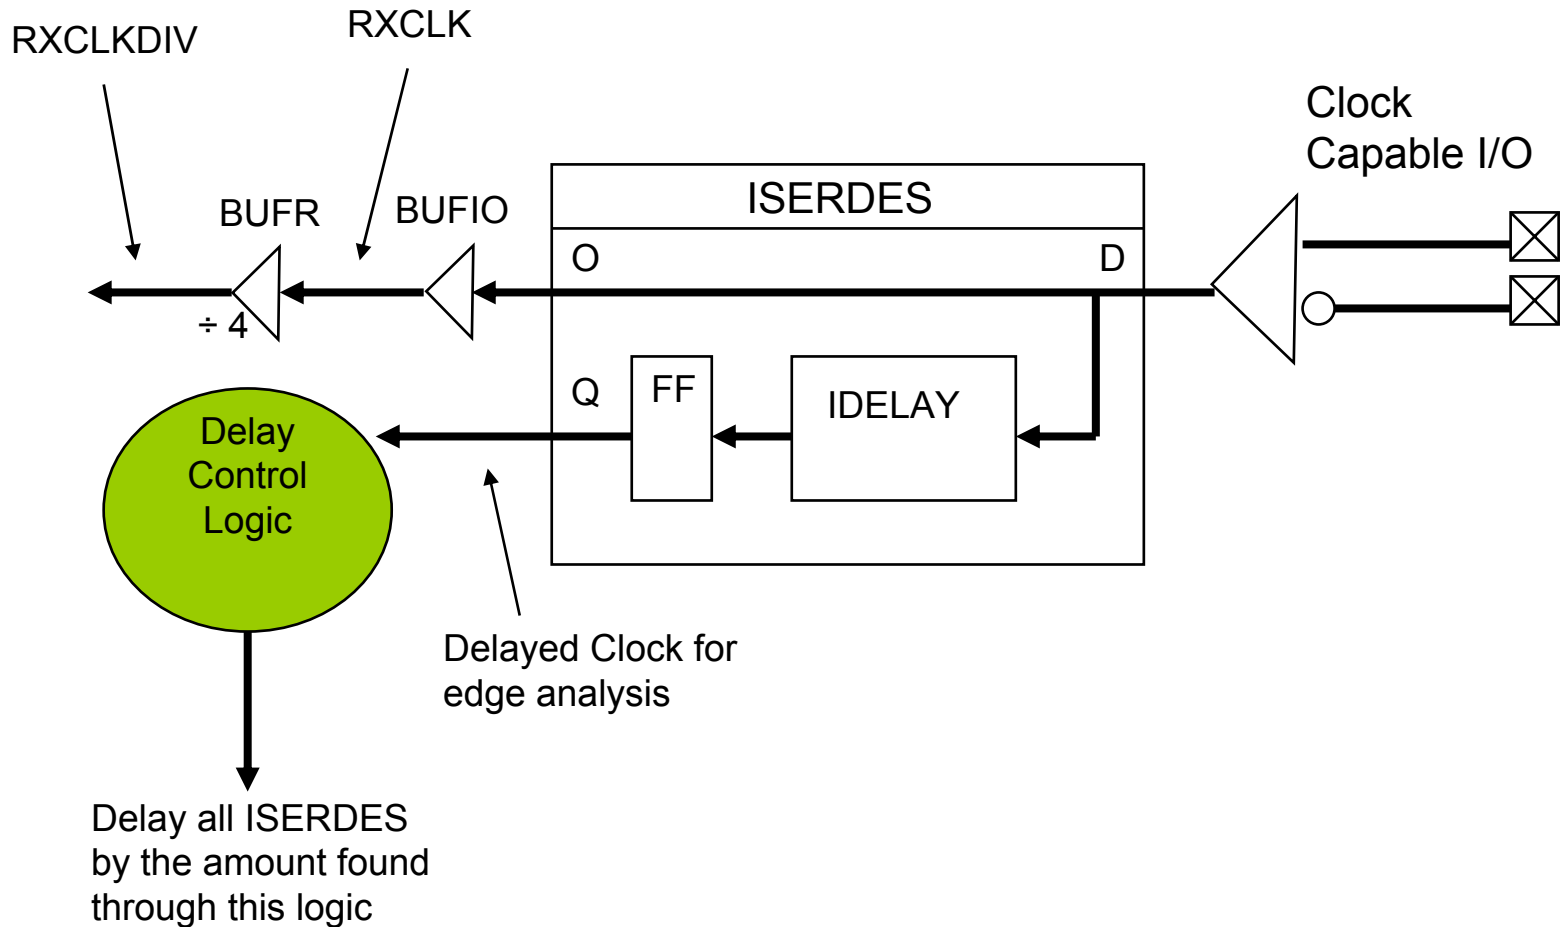 RXCLKDIV
RXCLK
Clock
Capable I/O
BUFR
BUFIO
ISERDES
O
D
÷ 4
Q
FF
IDELAY
Delay
Control
Logic
Delayed Clock for
edge analysis
Delay all ISERDES
by the amount found
through this logic